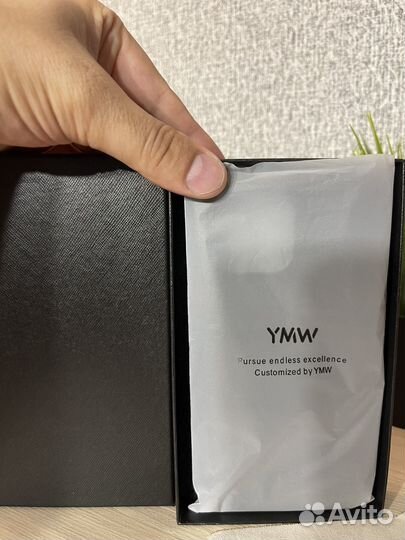 YMW
Pursue endless excellence
Customized by YMW
Avito